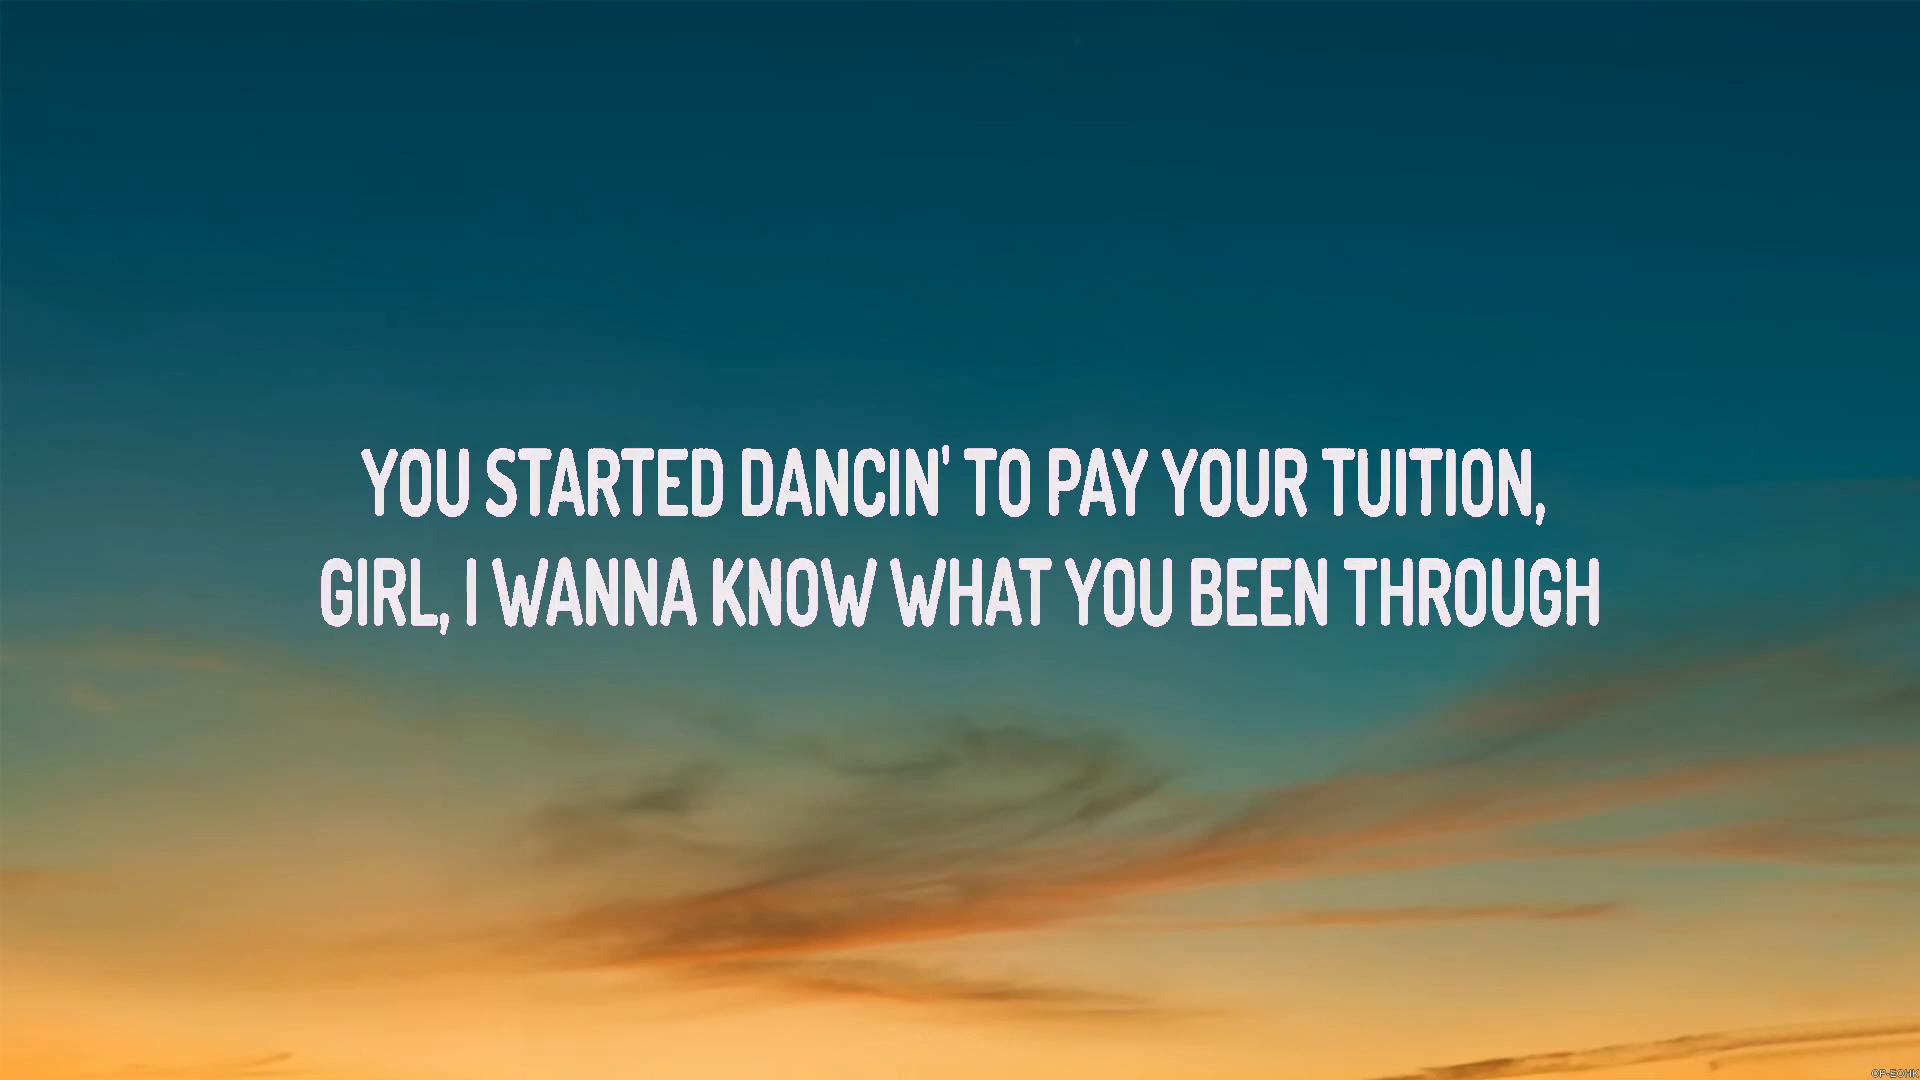 YOU STARTED DANCIN' TO PAY YOUR TUITION,
GIRL, I WANNA KNOW WHAT YOU BEEN THROUGH